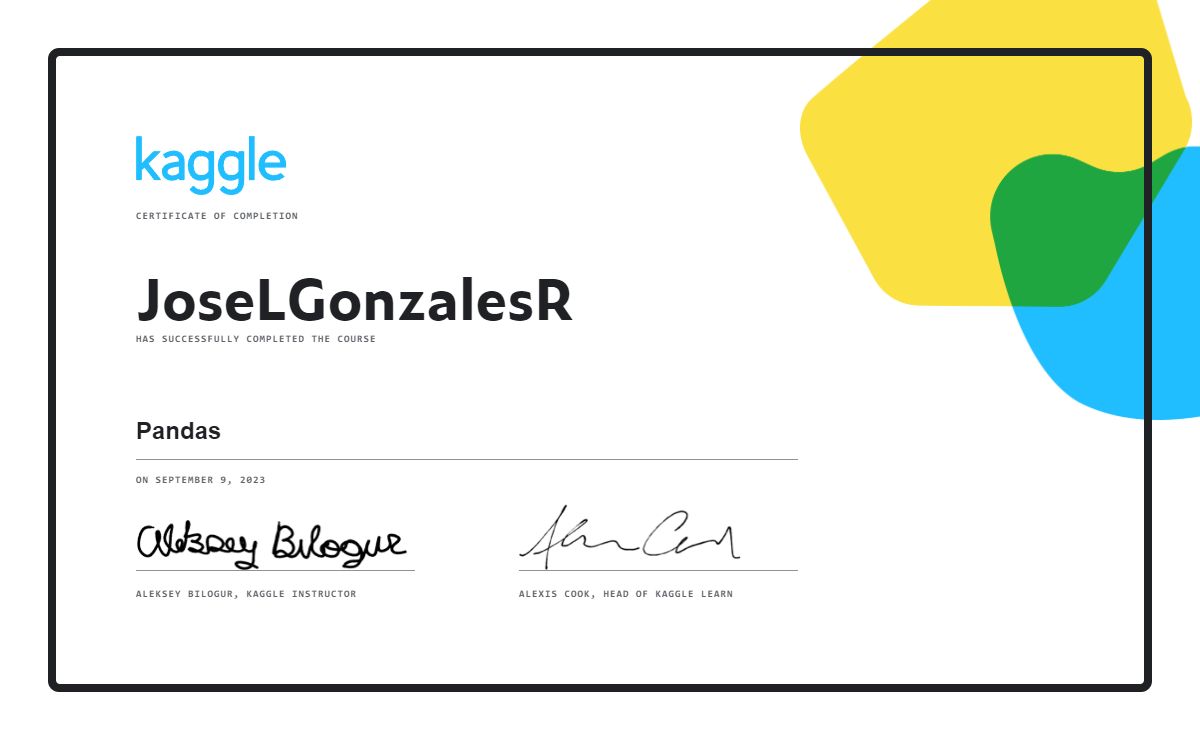 kaggle
CERTIFICATE OF COMPLETION
JoseLGonzalesR
HAS SUCCESSFULLY COMPLETED THE COURSE
Pandas
ON SEPTEMBER 9, 2023
Aleksey Bilogur
ALEKSEY BILOGUR, KAGGLE INSTRUCTOR
ALEXIS COOK, HEAD OF KAGGLE LEARN